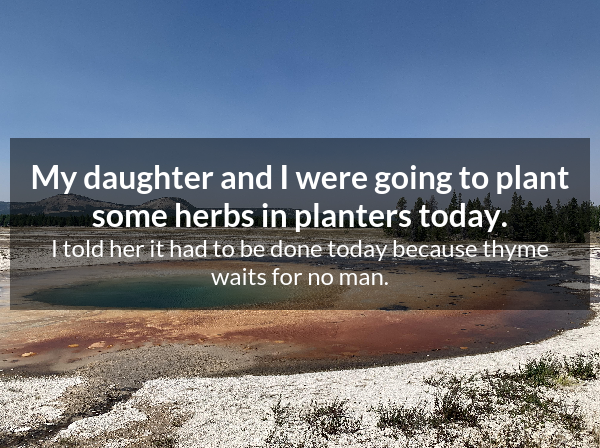 My daughter and I were going to plant
some herbs in planters today.
I told her it had to be done today because thyme
waits for no man.